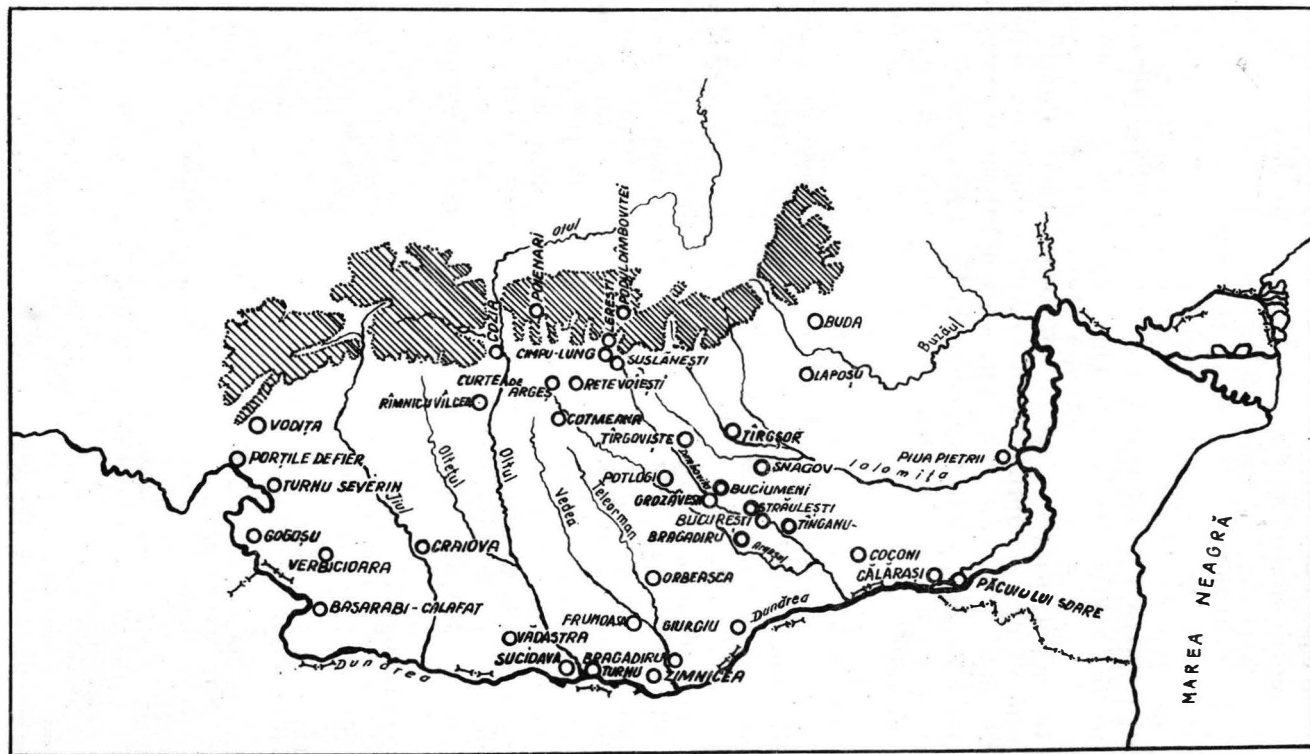 Oltul
POIENARI
PODUL DÎMBOVIȚEI
LEREȘTI
COZIA
CÎMPU-LUNG
SUSLĂNEȘTI
BUDA
Buzăul
LAPOȘU
CURTEA DE
ARGEȘ
RETEVOIEȘTI
RÎMNICU VÎLCEA
COTMEANA
VODIȚA
TÎRGOVIȘTE
TÎRGȘOR
PORȚILE DE FIER
PIUA PIETRII
SNAGOV
Ialomița
TURNU SEVERIN
Jiul
Oltețul
Oltul
Vedea
Teleorman
POTLOGI
Dîmbovița
BUCIUMENI
GROZĂVEȘTI
STRĂULEȘTI
BUCUREȘTI
TÎNGANU-
BRAGADIRU
Argeșul
GOGOȘU
VERBICIOARA
CRAIOVA
COCONI
CĂLĂRAȘI
PĂCUIUL LUI SOARE
ORBEASCA
BASARABI-CALAFAT
FRUMOASA
GIURGIU
Dunărea
VĂDASTRA
SUCIDAVA
BRAGADIRU
TURNU
ZIMNICEA
Dunărea
MAREA NEAGRĂ